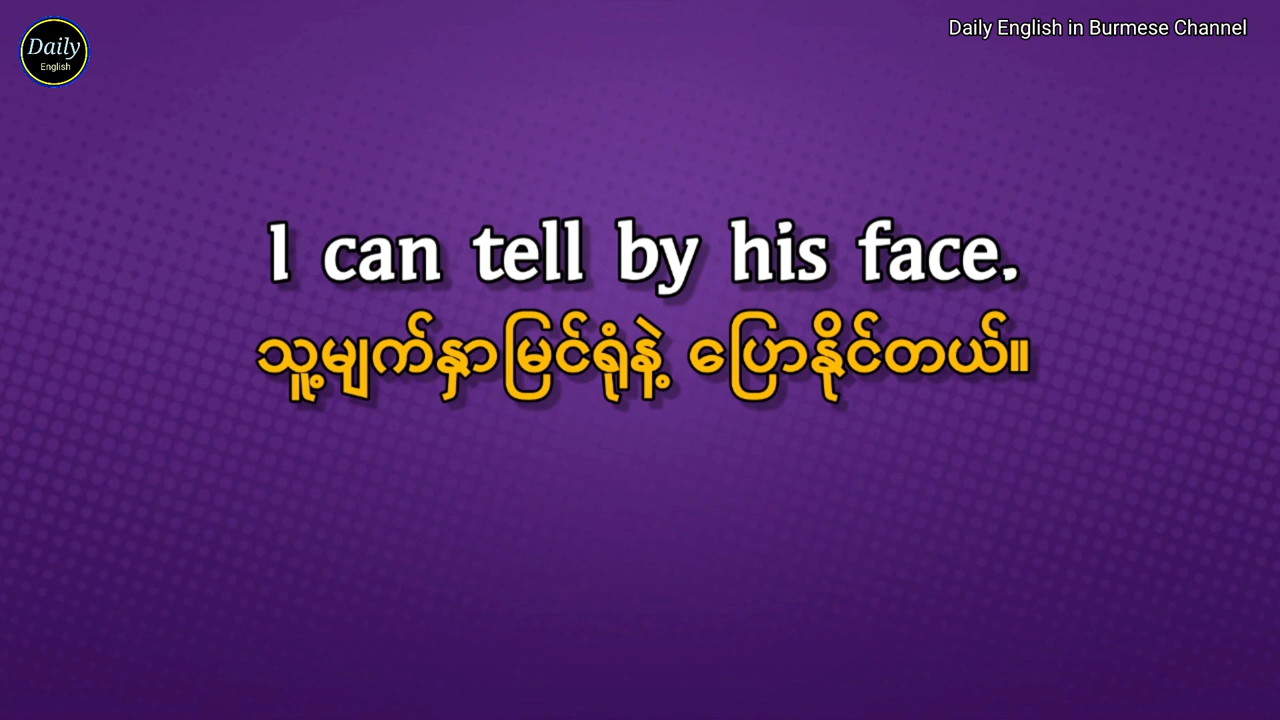 Daily
English
Daily English in Burmese Channel
I can tell by his face.
သူ့မျက်နှာမြင်ရုံနဲ့ ပြောနိုင်တယ်။